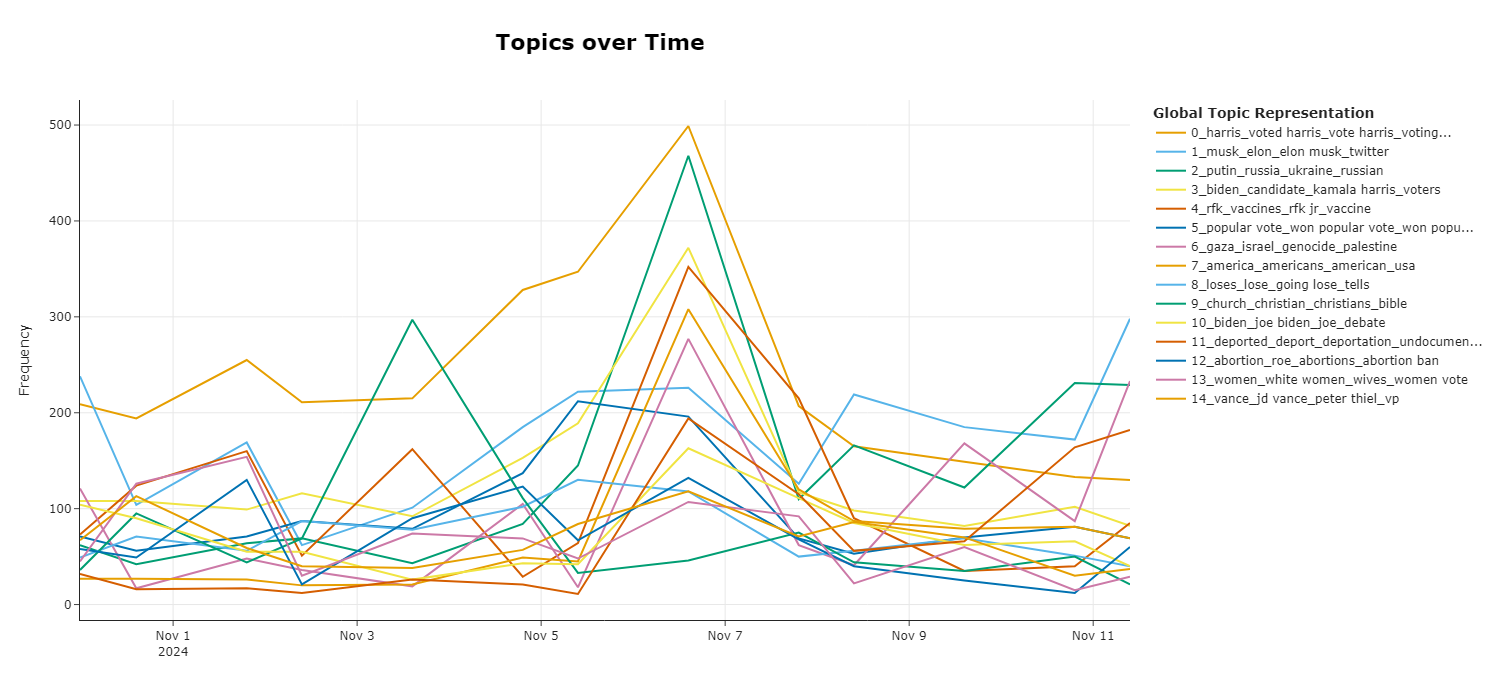 Topics over Time
Global Topic Representation
0_harris_voted harris_vote harris_voting...
1_musk_elon_elon musk_twitter
2_putin_russia_ukraine_russian
3_biden_candidate_kamala harris_voters
4_rfk_vaccines_rfk jr_vaccine
5_popular vote_won popular vote_won popu...
6_gaza_israel_genocide_palestine
7_america_americans_american_usa
8_loses_lose_going lose_tells
9_church_christian_christians_bible
10_biden_joe biden_joe_debate
11_deported_deport_deportation_undocumen...
12_abortion_roe_abortions_abortion ban
13_women_white women_wives_women vote
14_vance_jd vance_peter thiel_vp
Frequency
500
400
300
200
100
0
Nov 1
2024
Nov 3
Nov 5
Nov 7
Nov 9
Nov 11